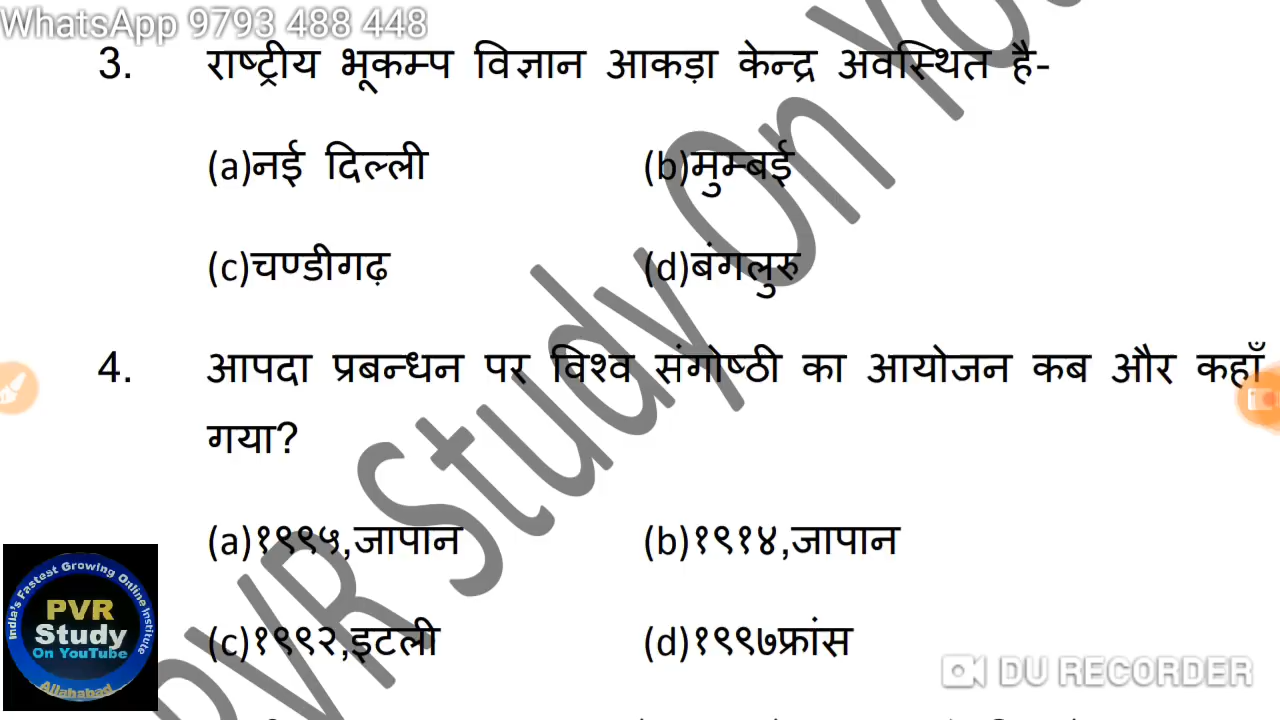 WhatsApp 9793 488 448
3. राष्ट्रीय भूकम्प विज्ञान आकड़ा केन्द्र अवस्थित है-
(a)नई दिल्ली (b)मुम्बई
(c)चण्डीगढ़ (d)बंगलुरु
4. आपदा प्रबन्धन पर विश्व संगोष्ठी का आयोजन कब और कहाँ
गया?
(a)१९९५,जापान (b)१९१४,जापान
(c)१९९२,इटली (d)१९९७फ्रांस
PVR Study On You
India's Fastest Growing Online Institute
PVR
Study
On YouTube
Allahabad
DU RECORDER